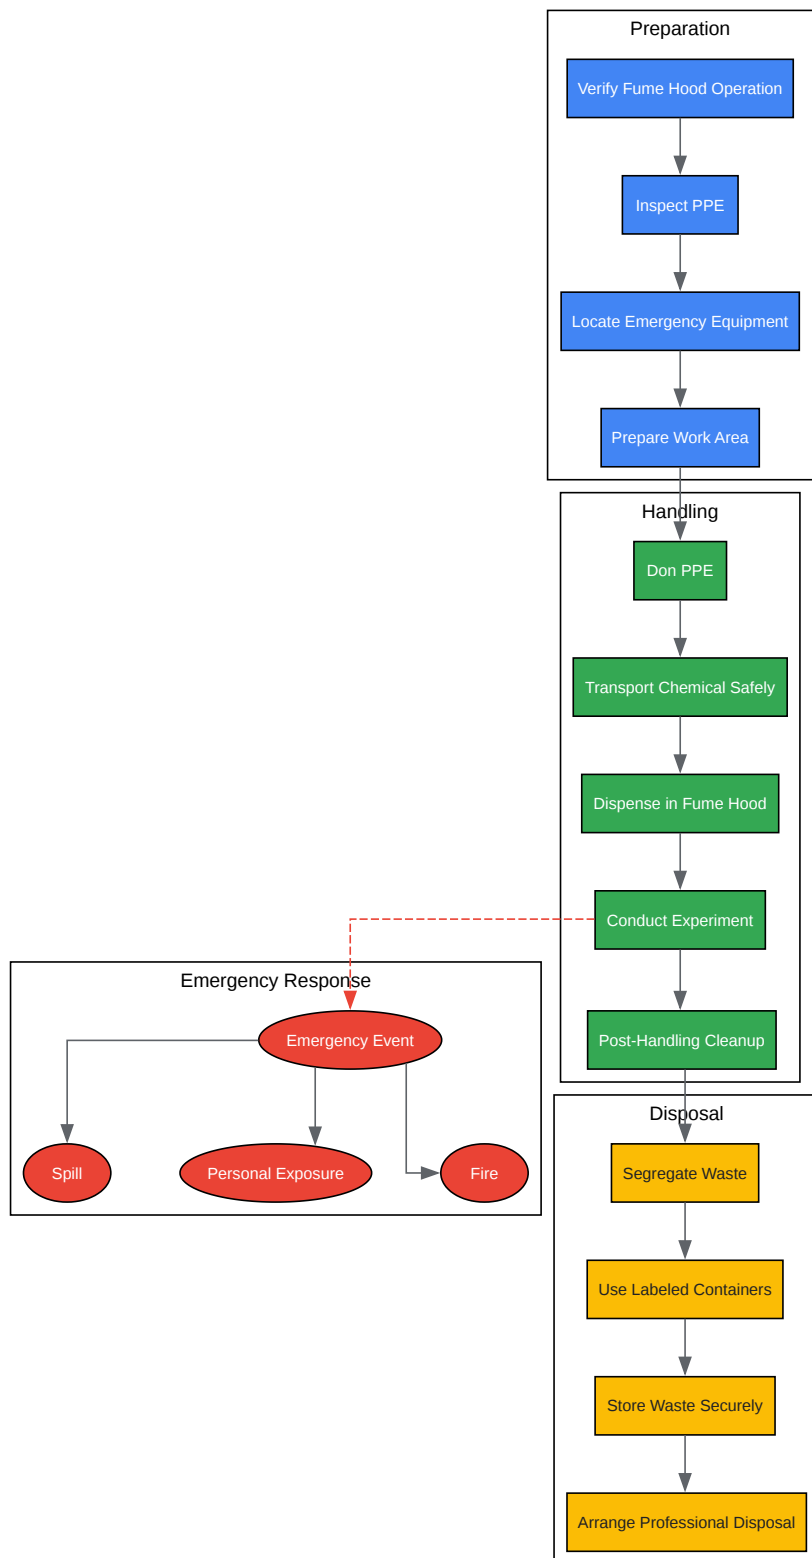 Preparation
Verify Fume Hood Operation
Inspect PPE
Locate Emergency Equipment
Prepare Work Area
Handling
Don PPE
Transport Chemical Safely
Dispense in Fume Hood
Conduct Experiment
Post-Handling Cleanup
Emergency Response
Emergency Event
Spill
Personal Exposure
Fire
Disposal
Segregate Waste
Use Labeled Containers
Store Waste Securely
Arrange Professional Disposal